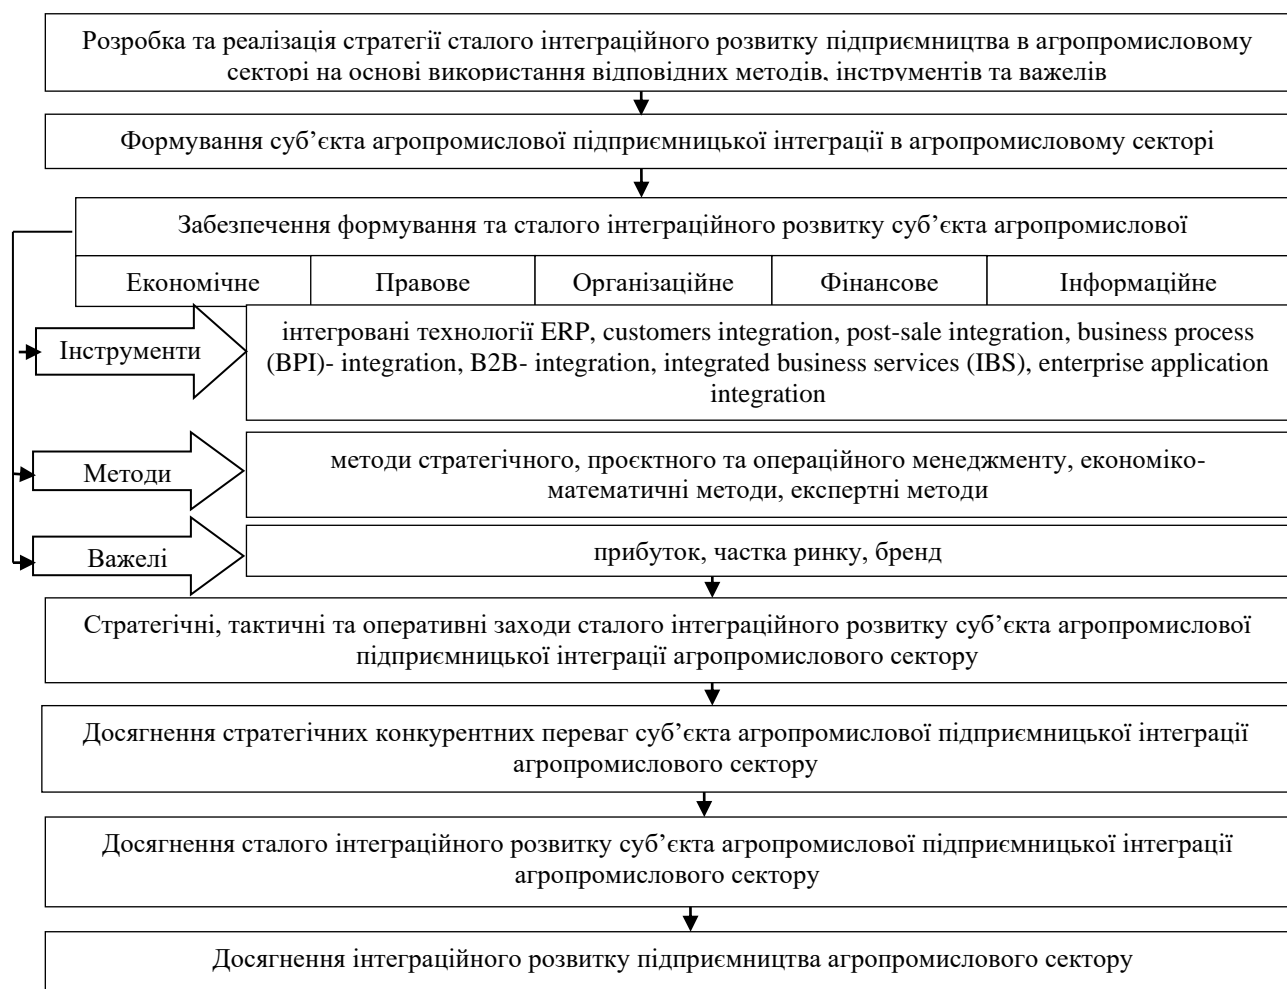 Розробка та реалізація стратегії сталого інтеграційного розвитку підприємництва в агропромисловому
секторі на основі використання відповідних методів, інструментів та важелів
Формування суб’єкта агропромислової підприємницької інтеграції в агропромисловому секторі
Забезпечення формування та сталого інтеграційного розвитку суб’єкта агропромислової
Економічне Правове Організаційне Фінансове Інформаційне
Інструменти
інтегровані технології ERP, customers integration, post-sale integration, business process
(BPI)- integration, B2B- integration, integrated business services (IBS), enterprise application
integration
Методи
методи стратегічного, проєктного та операційного менеджменту, економіко-
математичні методи, експертні методи
Важелі
прибуток, частка ринку, бренд
Стратегічні, тактичні та оперативні заходи сталого інтеграційного розвитку суб’єкта агропромислової
підприємницької інтеграції агропромислового сектору
Досягнення стратегічних конкурентних переваг суб’єкта агропромислової підприємницької інтеграції
агропромислового сектору
Досягнення сталого інтеграційного розвитку суб’єкта агропромислової підприємницької інтеграції
агропромислового сектору
Досягнення інтеграційного розвитку підприємництва агропромислового сектору